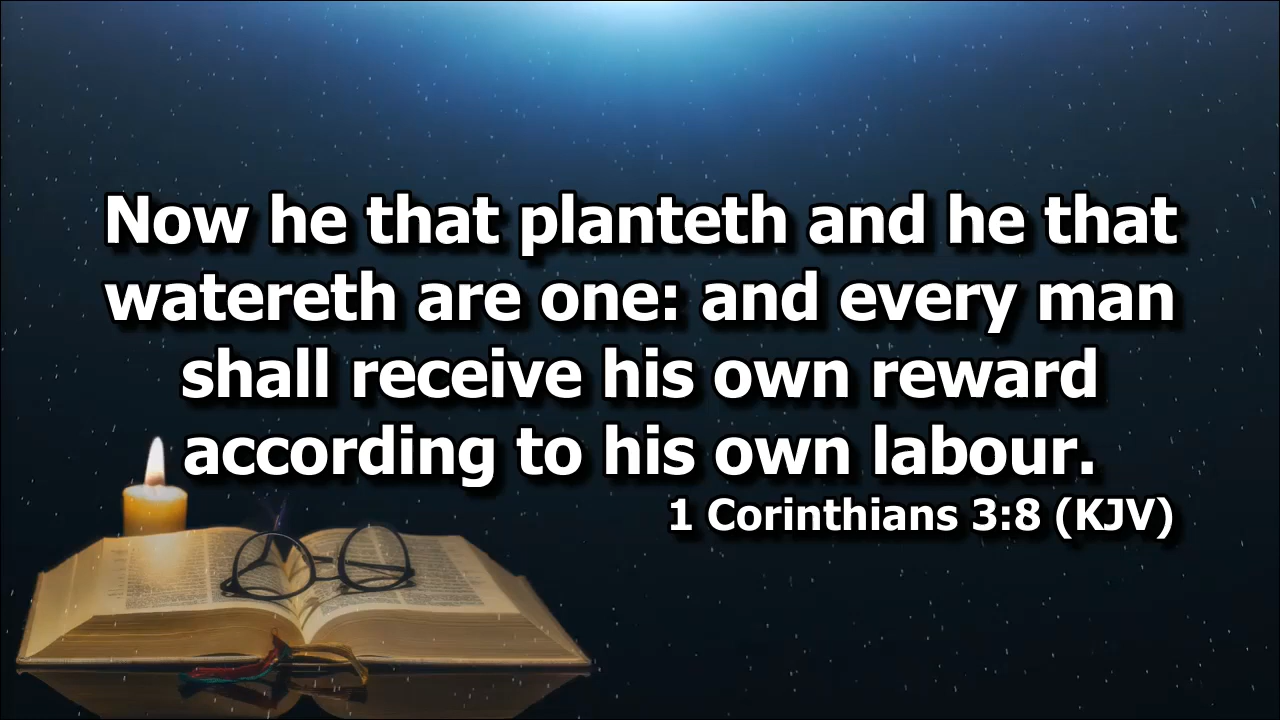 Now he that planteth and he that
watereth are one: and every man
shall receive his own reward
according to his own labour.
1 Corinthians 3:8 (KJV)